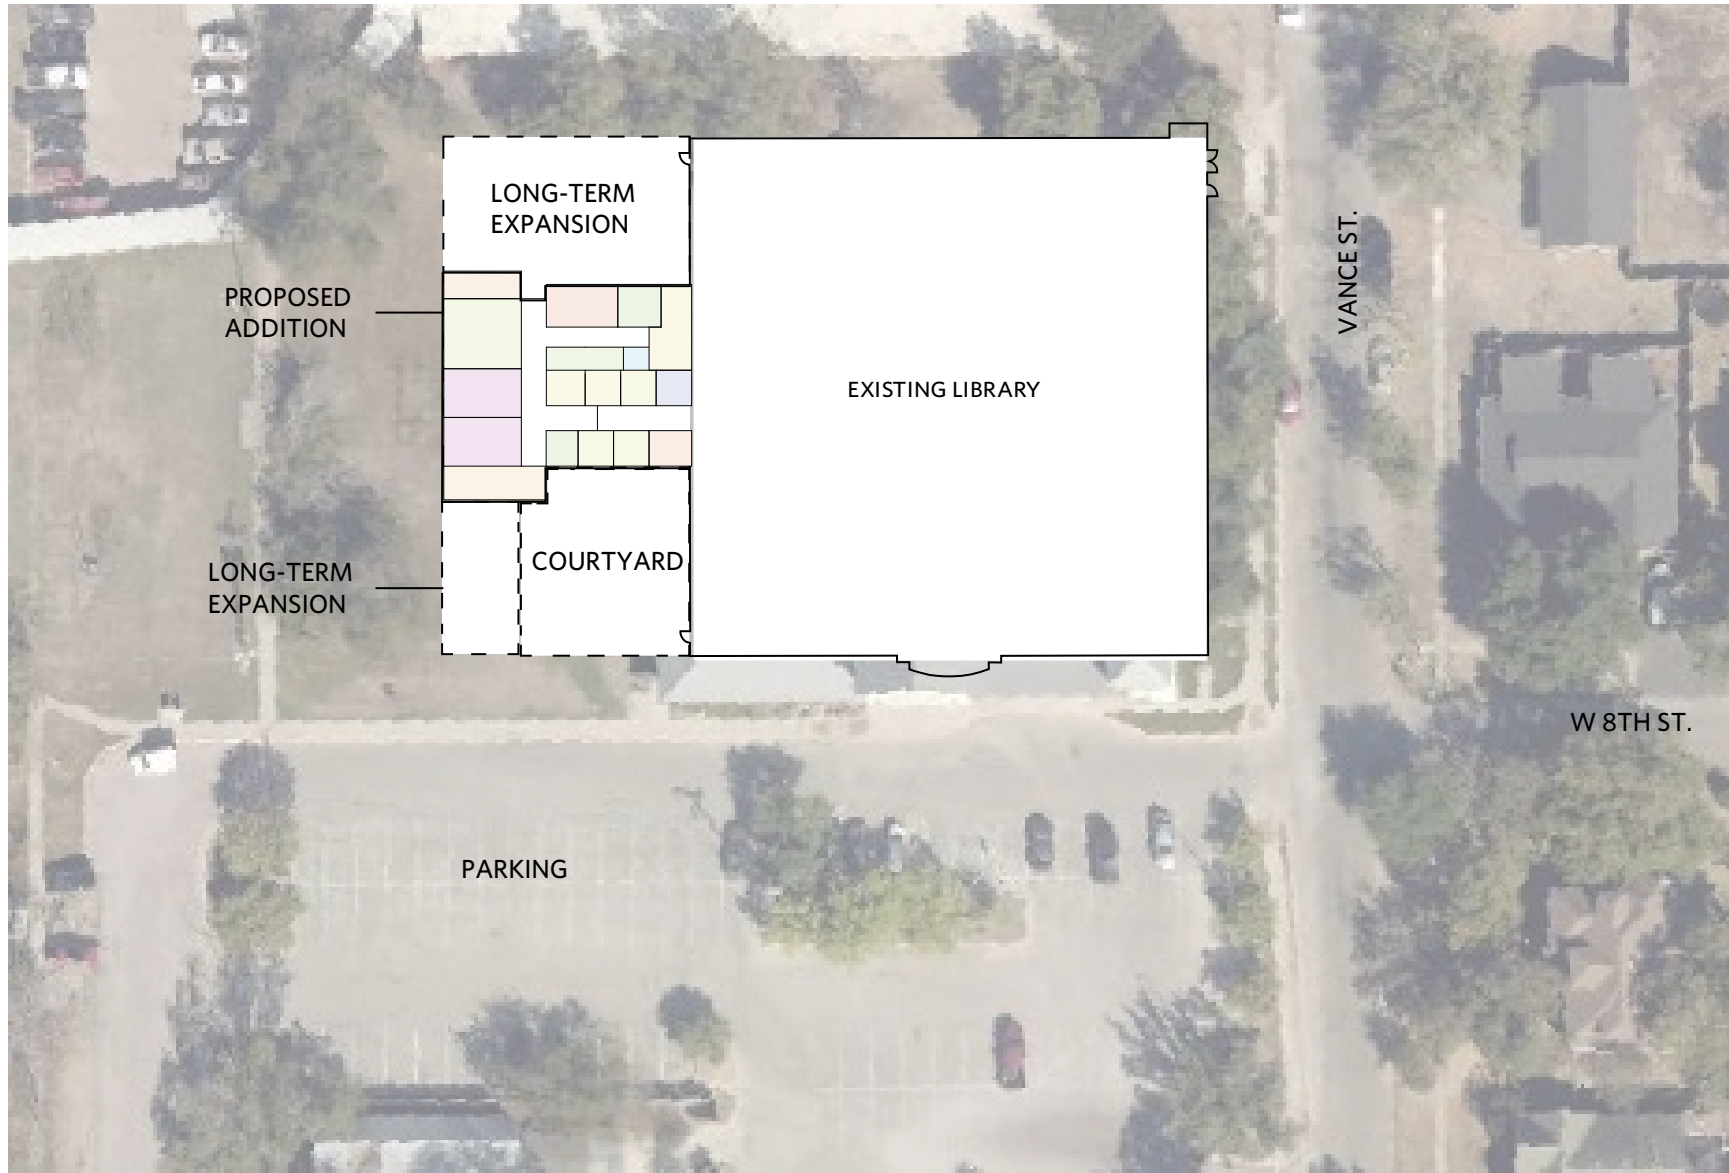 LONG-TERM
EXPANSION
PROPOSED
ADDITION
VANCE ST.
EXISTING LIBRARY
COURTYARD
LONG-TERM
EXPANSION
W 8TH ST.
PARKING